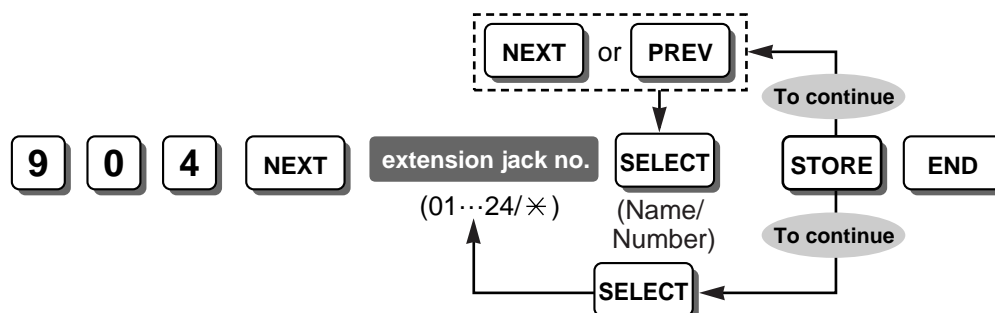 NEXT or PREV
To continue
9 0 4 NEXT extension jack no. SELECT STORE END
(01···24/✳)
(Name/
Number)
To continue
SELECT